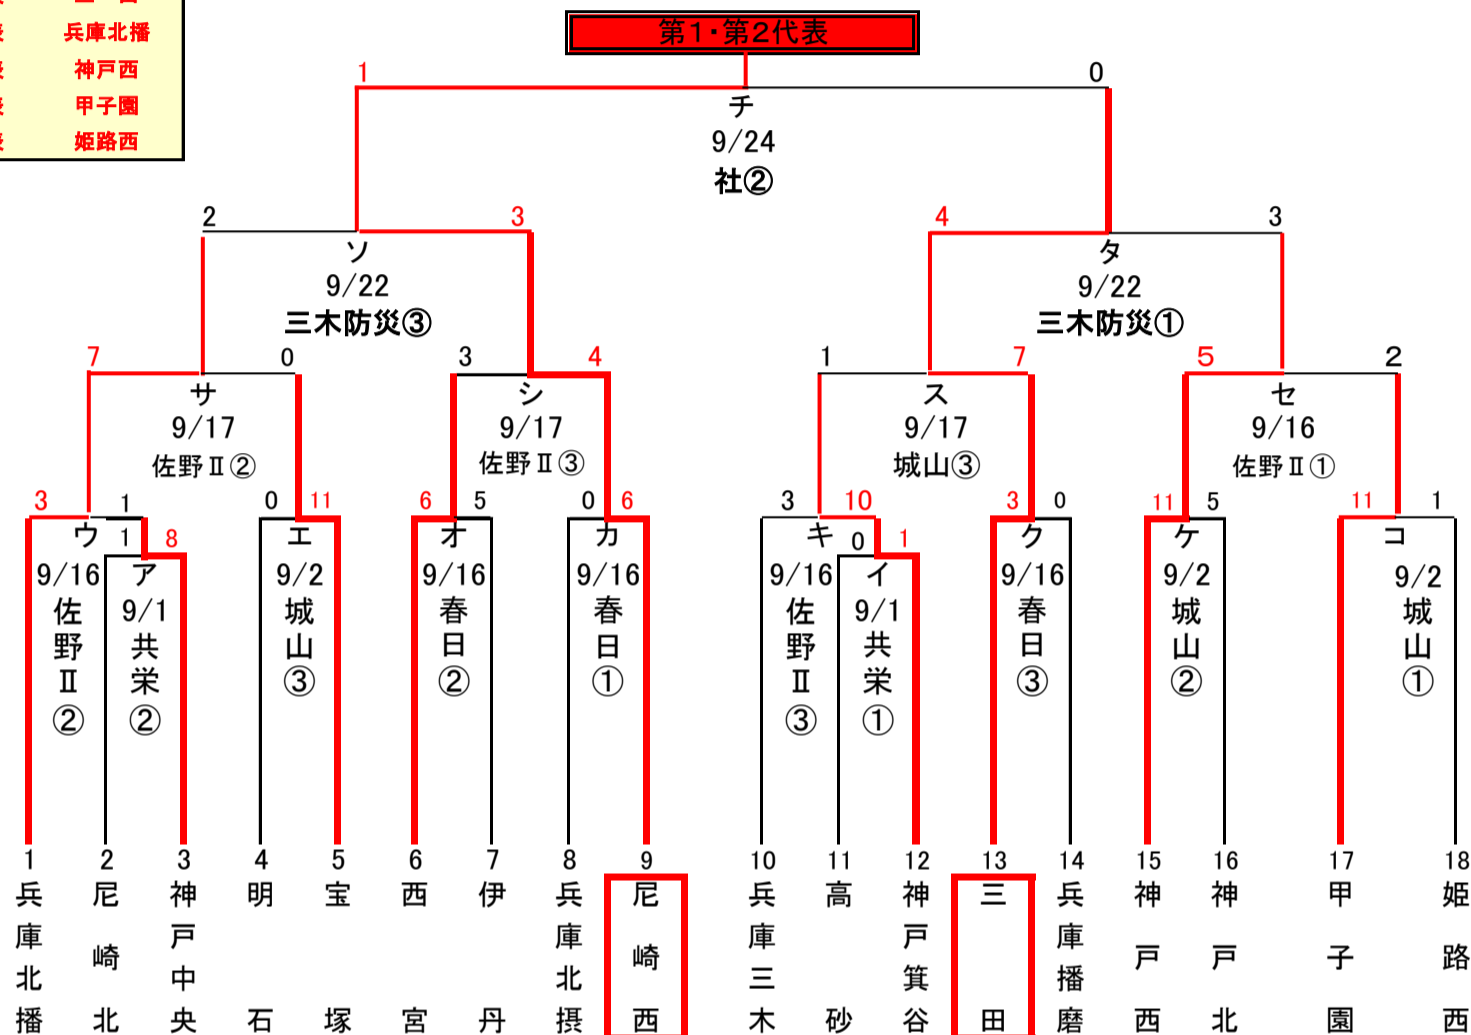 兵庫北播
神戸西
甲子園
姫路西
第1・第2代表
1 0
チ
9/24
社②
2 3 4 3
ソ タ
9/22 9/22
三木防災③ 三木防災①
7 0 3 4 1 7 5 2
サ シ ス セ
9/17 9/17 9/17 9/16
佐野Ⅱ② 佐野Ⅱ③ 城山③ 佐野Ⅱ①
3 1 0 11 6 5 0 6 3 10 3 0 11 5 11 1
ウ エ オ カ キ ク ケ コ
1 8 0 1
ア イ
9/16 佐野Ⅱ②
9/1 共栄②
9/2 城山③
9/16 春日②
9/16 春日①
9/16 佐野Ⅱ③
9/1 共栄①
9/16 春日③
9/2 城山②
9/2 城山①
1 兵庫北播
2 尼崎北
3 神戸中央
4 明石
5 宝塚
6 西宮
7 伊丹
8 兵庫北摂
9 尼崎西
10 兵庫三木
11 高砂
12 神戸箕谷
13 三田
14 兵庫播磨
15 神戸西
16 神戸北
17 甲子園
18 姫路西